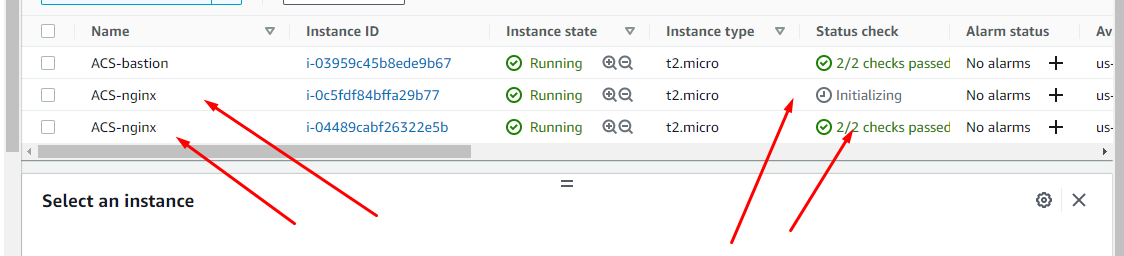 Name Instance ID Instance state Instance type Status check Alarm status Av
ACS-bastion i-03959c45b8ede9b67 Running t2.micro 2/2 checks passed No alarms us-
ACS-nginx i-0c5fdf84bffa29b77 Running t2.micro Initializing No alarms us-
ACS-nginx i-04489cabf26322e5b Running t2.micro 2/2 checks passed No alarms us-
Select an instance